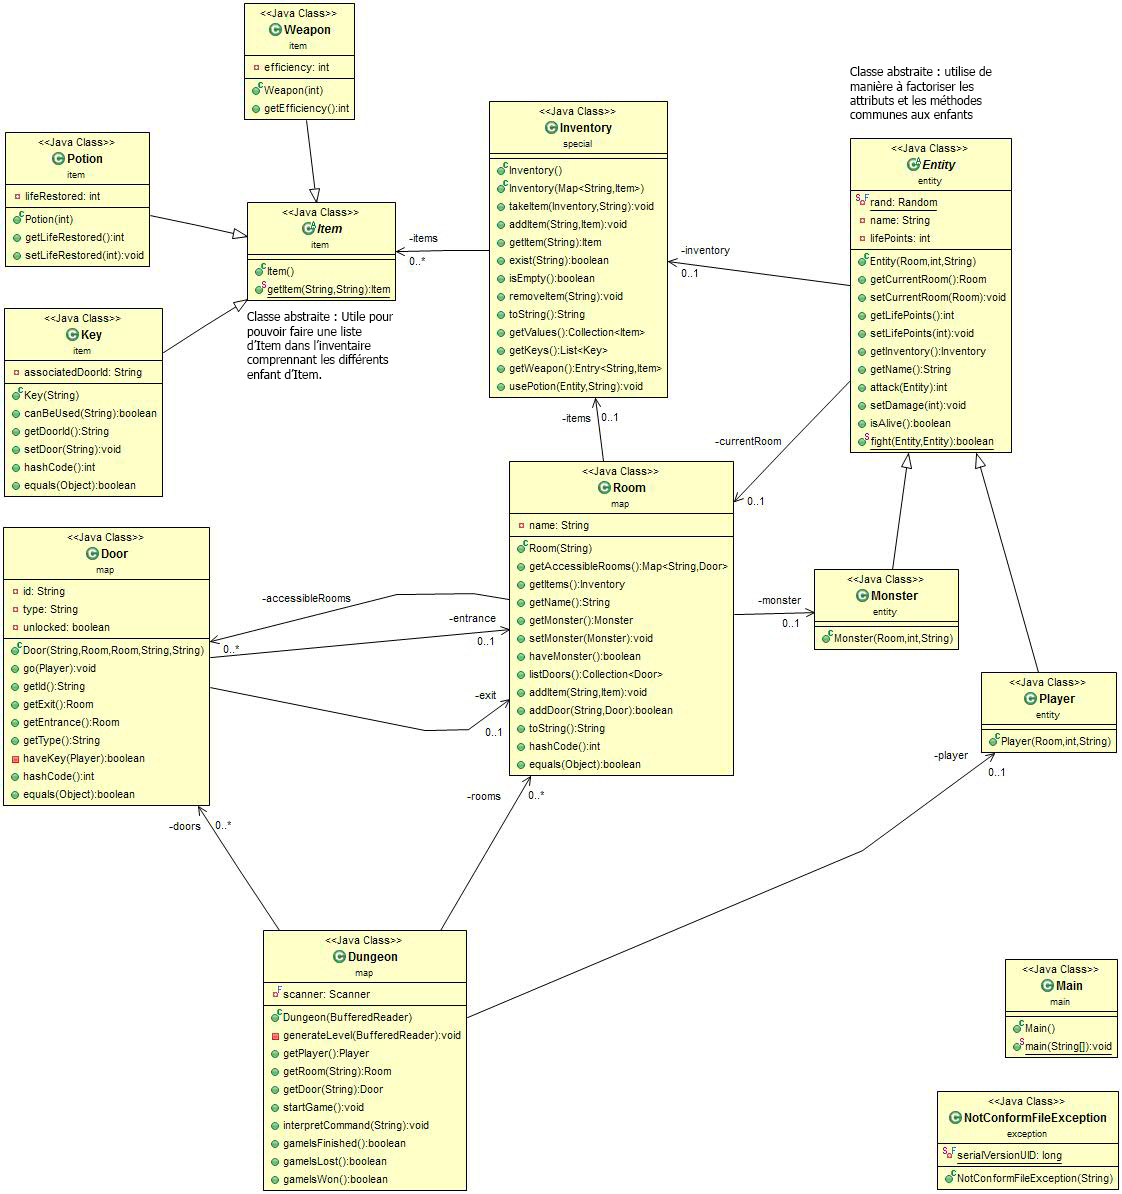 <<Java Class>>
Weapon
item
efficiency: int
Weapon(int)
getEfficiency():int
<<Java Class>>
Potion
item
lifeRestored: int
Potion(int)
getLifeRestored():int
setLifeRestored(int):void
<<Java Class>>
Item
item
Item()
getItem(String,String):Item
Classe abstraite : Utile pour
pouvoir faire une liste
d'Item dans l'inventaire
comprennant les différents
enfant d'Item.
<<Java Class>>
Key
item
associatedDoorId: String
Key(String)
canBeUsed(String):boolean
getDoorId():String
setDoor(String):void
hashCode():int
equals(Object):boolean
-items
0..*
<<Java Class>>
Inventory
special
Inventory()
Inventory(Map<String,Item>)
takeItem(Inventory,String):void
addItem(String,Item):void
getItem(String):Item
exist(String):boolean
isEmpty():boolean
removeItem(String):void
toString():String
getValues():Collection<Item>
getKeys():List<Key>
getWeapon():Entry<String,Item>
usePotion(Entity,String):void
-inventory
0..1
Classe abstraite : utilise de
manière à factoriser les
attributs et les méthodes
communes aux enfants
<<Java Class>>
Entity
entity
rand: Random
name: String
lifePoints: int
Entity(Room,int,String)
getCurrentRoom():Room
setCurrentRoom(Room):void
getLifePoints():int
setLifePoints(int):void
getInventory():Inventory
getName():String
attack(Entity):int
setDamage(int):void
isAlive():boolean
fight(Entity,Entity):boolean
-items
0..1
-currentRoom
0..1
<<Java Class>>
Door
map
id: String
type: String
unlocked: boolean
Door(String,Room,Room,String,String)
go(Player):void
getId():String
getExit():Room
getEntrance():Room
getType():String
haveKey(Player):boolean
hashCode():int
equals(Object):boolean
-accessibleRooms
0..*
-entrance
0..1
-exit
0..1
<<Java Class>>
Room
map
name: String
Room(String)
getAccessibleRooms():Map<String,Door>
getItems():Inventory
getName():String
getMonster():Monster
setMonster(Monster):void
haveMonster():boolean
listDoors():Collection<Door>
addItem(String,Item):void
addDoor(String,Door):boolean
toString():String
hashCode():int
equals(Object):boolean
-monster
0..1
<<Java Class>>
Monster
entity
Monster(Room,int,String)
<<Java Class>>
Player
entity
Player(Room,int,String)
-player
0..1
-rooms
0..*
-doors
0..*
<<Java Class>>
Dungeon
map
scanner: Scanner
Dungeon(BufferedReader)
generateLevel(BufferedReader):void
getPlayer():Player
getRoom(String):Room
getDoor(String):Door
startGame():void
interpretCommand(String):void
gameIsFinished():boolean
gameIsLost():boolean
gameIsWon():boolean
<<Java Class>>
Main
main
Main()
main(String[]):void
<<Java Class>>
NotConformFileException
exception
serialVersionUID: long
NotConformFileException(String)